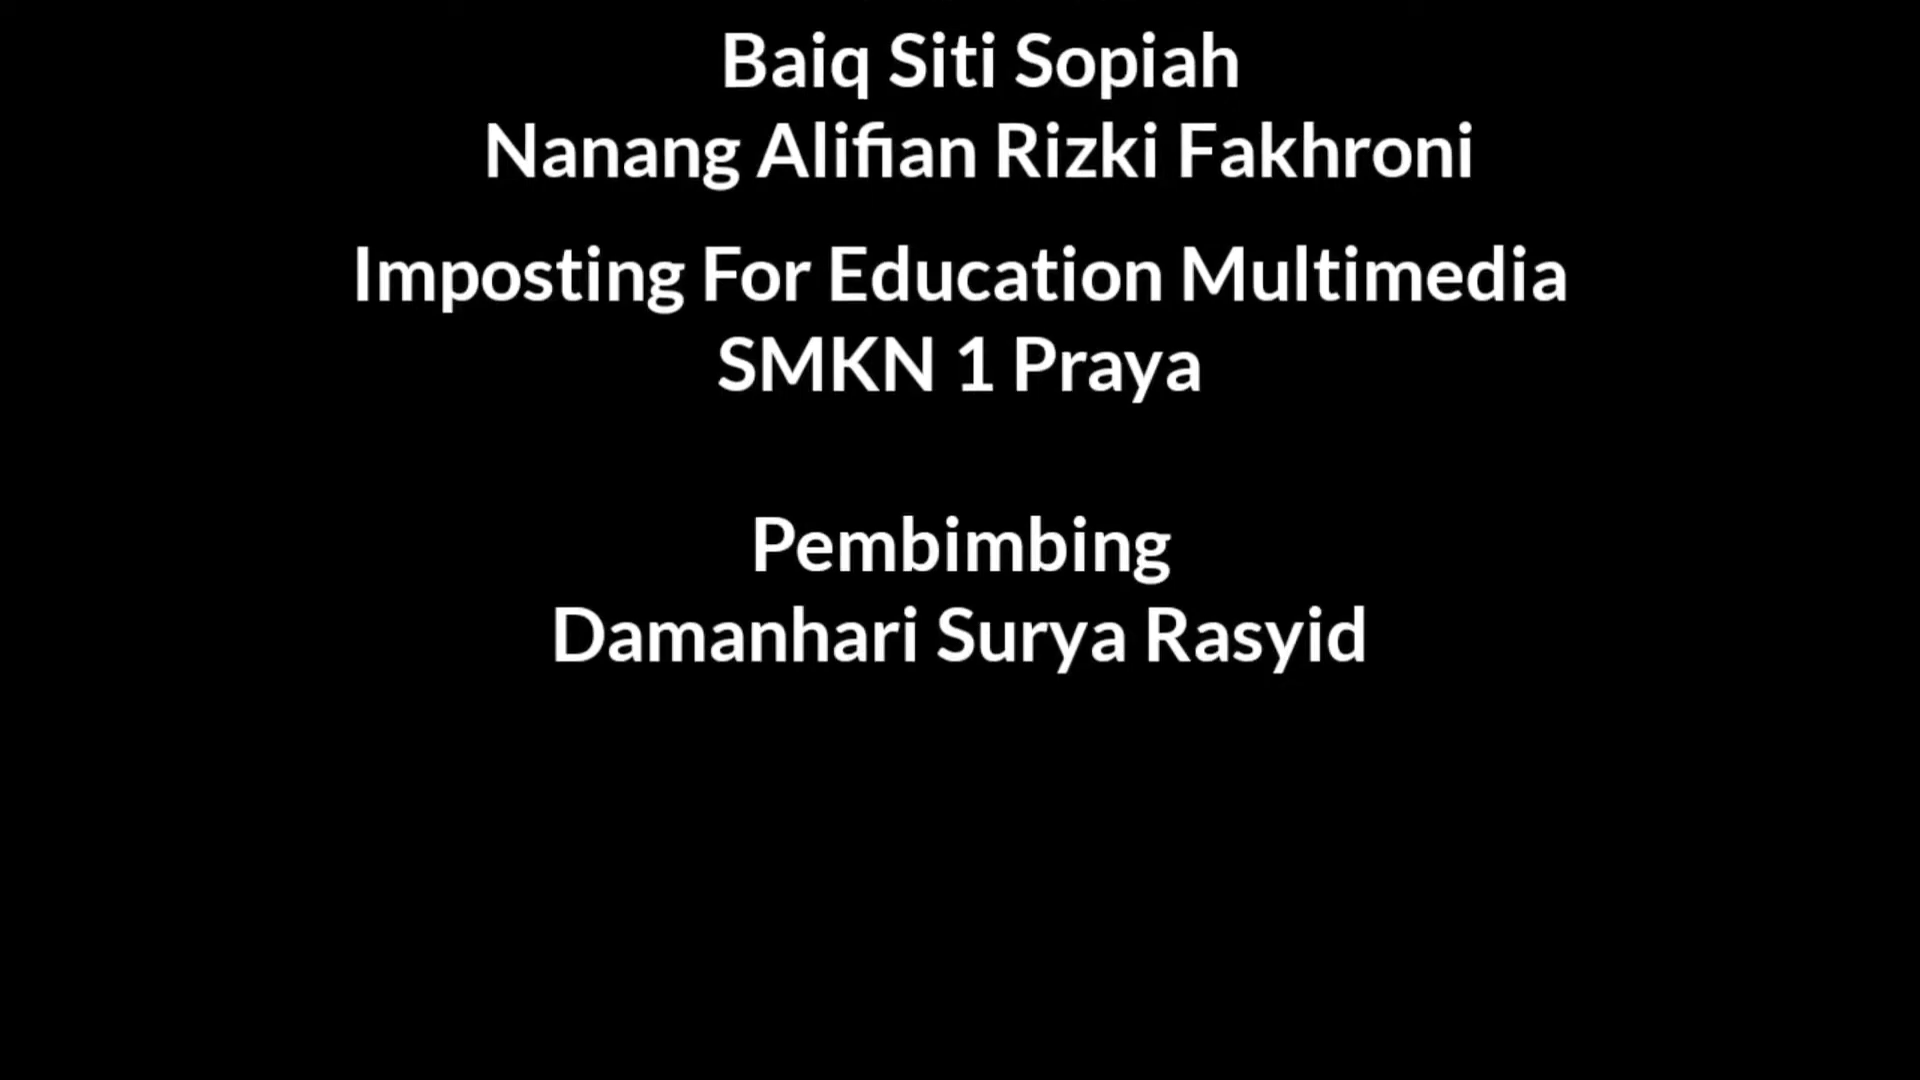 Baiq Siti Sopiah
Nanang Alifian Rizki Fakhroni
Imposting For Education Multimedia
SMKN 1 Praya
Pembimbing
Damanhari Surya Rasyid